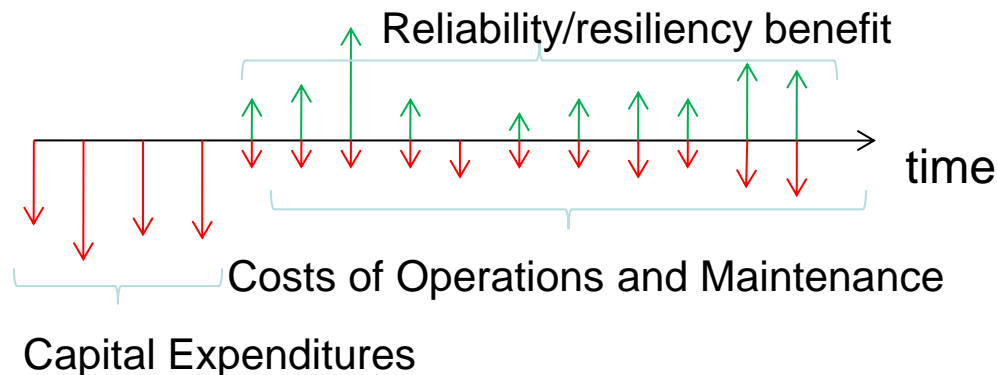 Reliability/resiliency benefit
time
Costs of Operations and Maintenance
Capital Expenditures